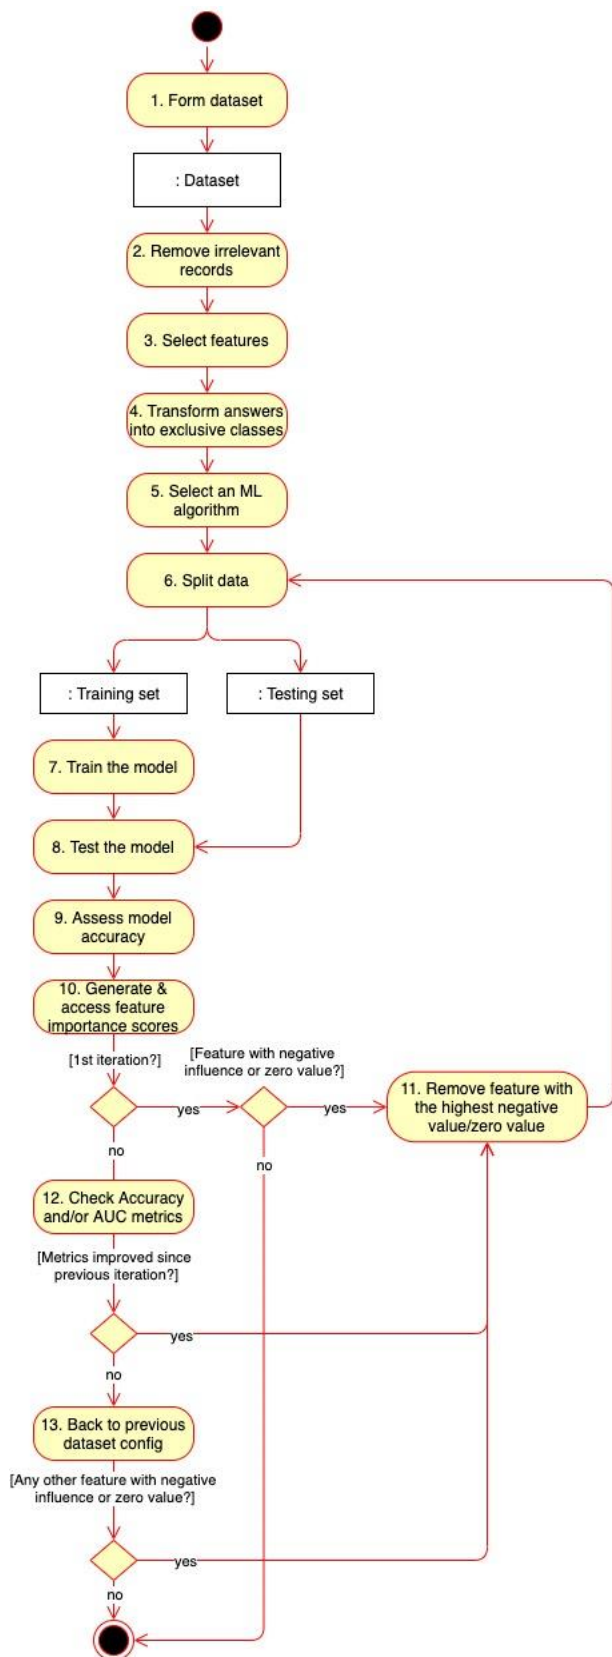 1. Form dataset
: Dataset
2. Remove irrelevant
records
3. Select features
4. Transform answers
into exclusive classes
5. Select an ML
algorithm
6. Split data
: Training set
: Testing set
7. Train the model
8. Test the model
9. Assess model
accuracy
10. Generate &
access feature
importance scores
[1st iteration?]
[Feature with negative
influence or zero value?]
yes
yes
11. Remove feature with
the highest negative
value/zero value
no
no
12. Check Accuracy
and/or AUC metrics
[Metrics improved since
previous iteration?]
yes
no
13. Back to previous
dataset config
[Any other feature with negative
influence or zero value?]
yes
no